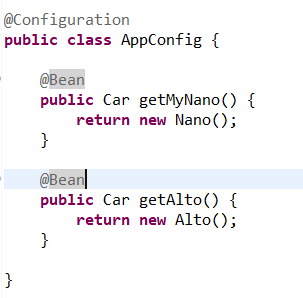 @Configuration
public class AppConfig {
@Bean
public Car getMyNano() {
return new Nano();
}
@Bean
public Car getAlto() {
return new Alto();
}
}